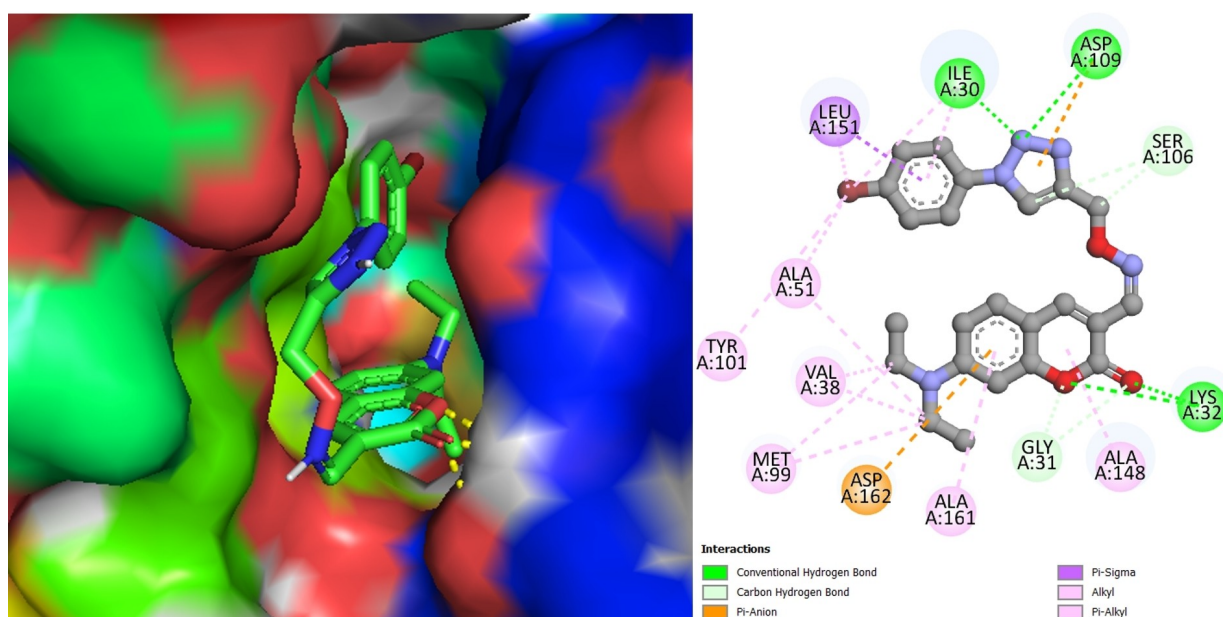 ASP
A:109
ILE
A:30
LEU
A:151
SER
A:106
ALA
A:51
TYR
A:101
VAL
A:38
LYS
A:32
MET
A:99
GLY
A:31
ALA
A:148
ASP
A:162
ALA
A:161
Interactions
Conventional Hydrogen Bond
Carbon Hydrogen Bond
Pi-Anion
Pi-Sigma
Alkyl
Pi-Alkyl